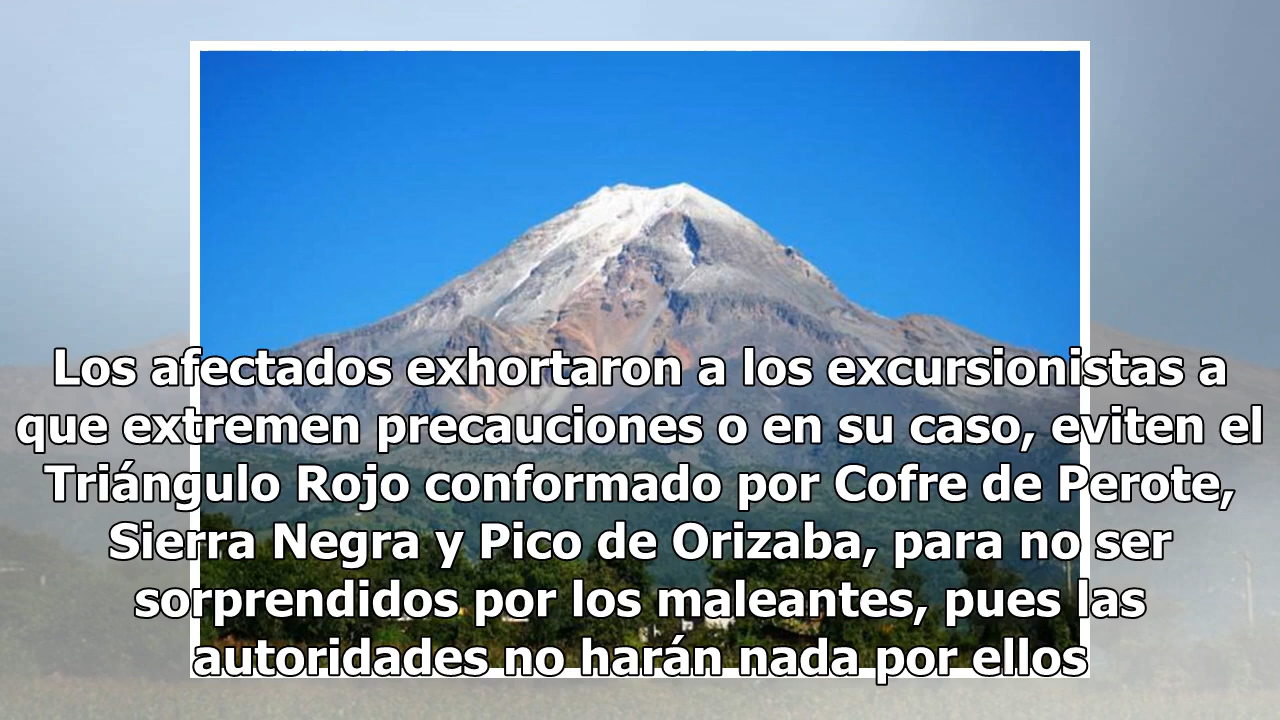 Los afectados exhortaron a los excursionistas a
que extremen precauciones o en su caso, eviten el
Triángulo Rojo conformado por Cofre de Perote,
Sierra Negra y Pico de Orizaba, para no ser
sorprendidos por los maleantes, pues las
autoridades no harán nada por ellos